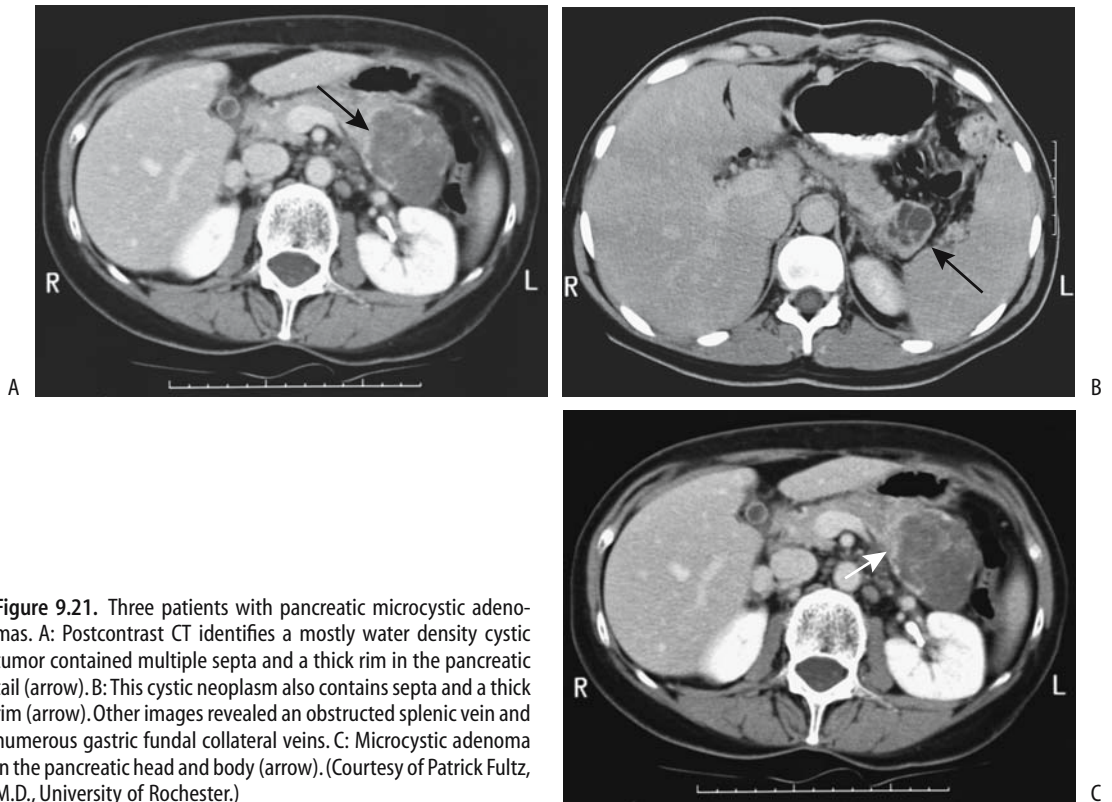 R
L
A
R
L
B
Figure 9.21. Three patients with pancreatic microcystic adeno-
mas. A: Postcontrast CT identifies a mostly water density cystic
tumor contained multiple septa and a thick rim in the pancreatic
tail (arrow). B: This cystic neoplasm also contains septa and a thick
rim (arrow). Other images revealed an obstructed splenic vein and
numerous gastric fundal collateral veins. C: Microcystic adenoma
in the pancreatic head and body (arrow). (Courtesy of Patrick Fultz,
M.D., University of Rochester.)
R
L
C